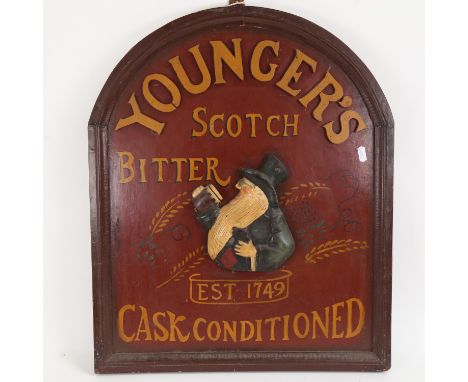 YOUNGER'S
SCOTCH
BITTER
EST. 1749
CASK CONDITIONED